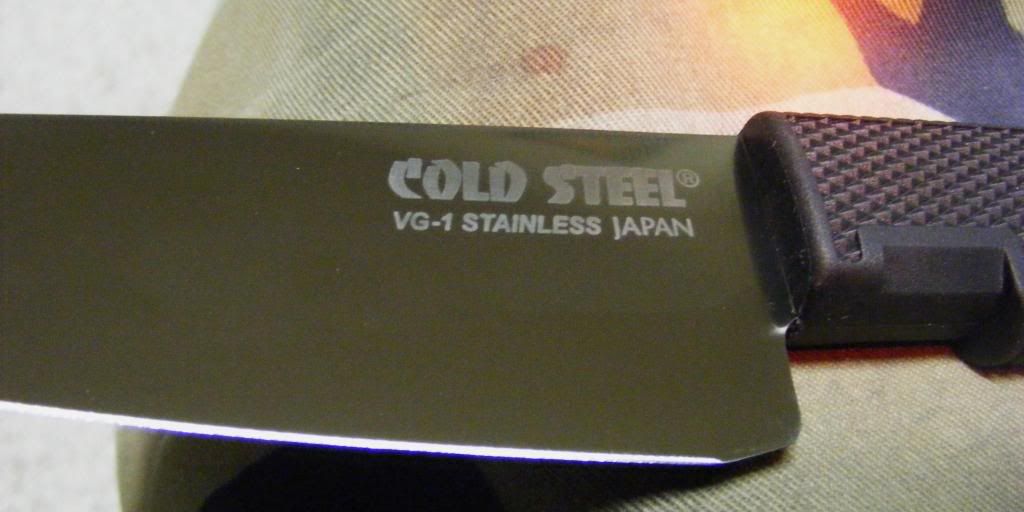 COLD STEEL®
VG-1 STAINLESS JAPAN